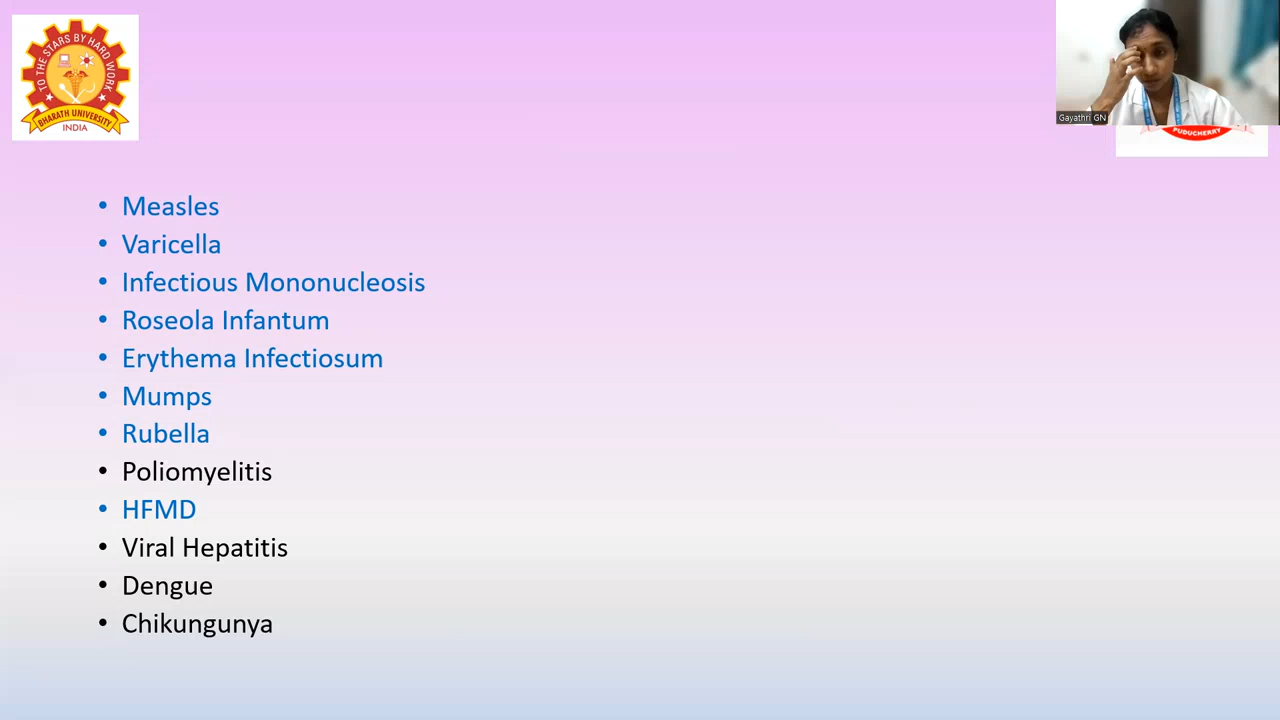 TO THE STARS BY HARD WORK
BHARATH UNIVERSITY
INDIA
Gayathri GN
PUDUCHERRY
• Measles
• Varicella
• Infectious Mononucleosis
• Roseola Infantum
• Erythema Infectiosum
• Mumps
• Rubella
• Poliomyelitis
• HFMD
• Viral Hepatitis
• Dengue
• Chikungunya